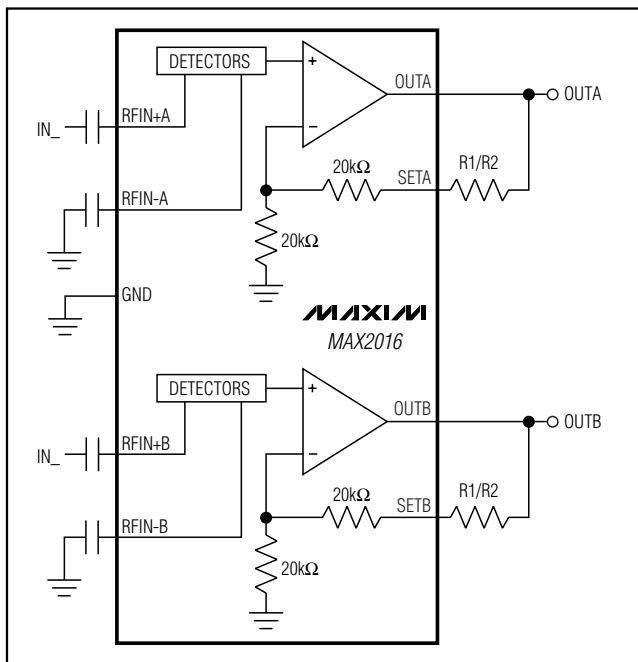 DETECTORS
OUTA
OUTA
RFIN+A
IN_
20kΩ
SETA
R1/R2
RFIN-A
20kΩ
GND
MAXIM
MAX2016
DETECTORS
OUTB
OUTB
RFIN+B
IN_
20kΩ
SETB
R1/R2
RFIN-B
20kΩ